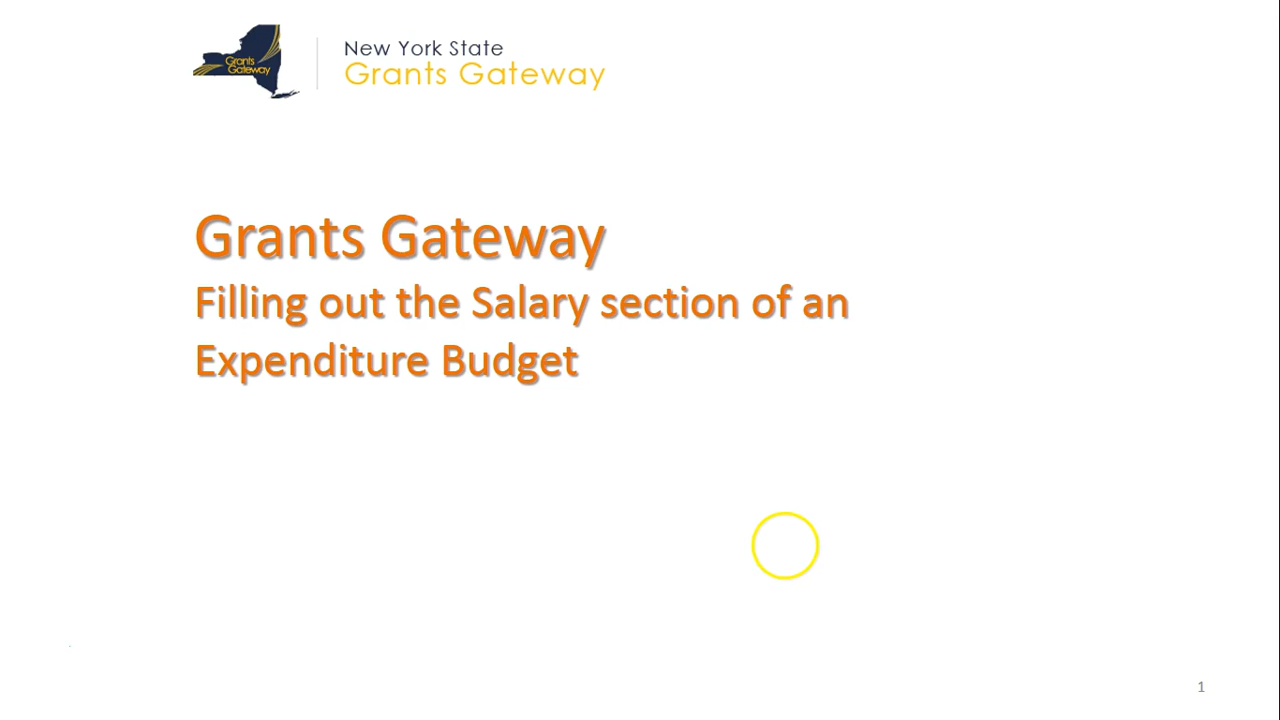 Grants
Gateway
New York State
Grants Gateway
Grants Gateway
Filling out the Salary section of an
Expenditure Budget
1